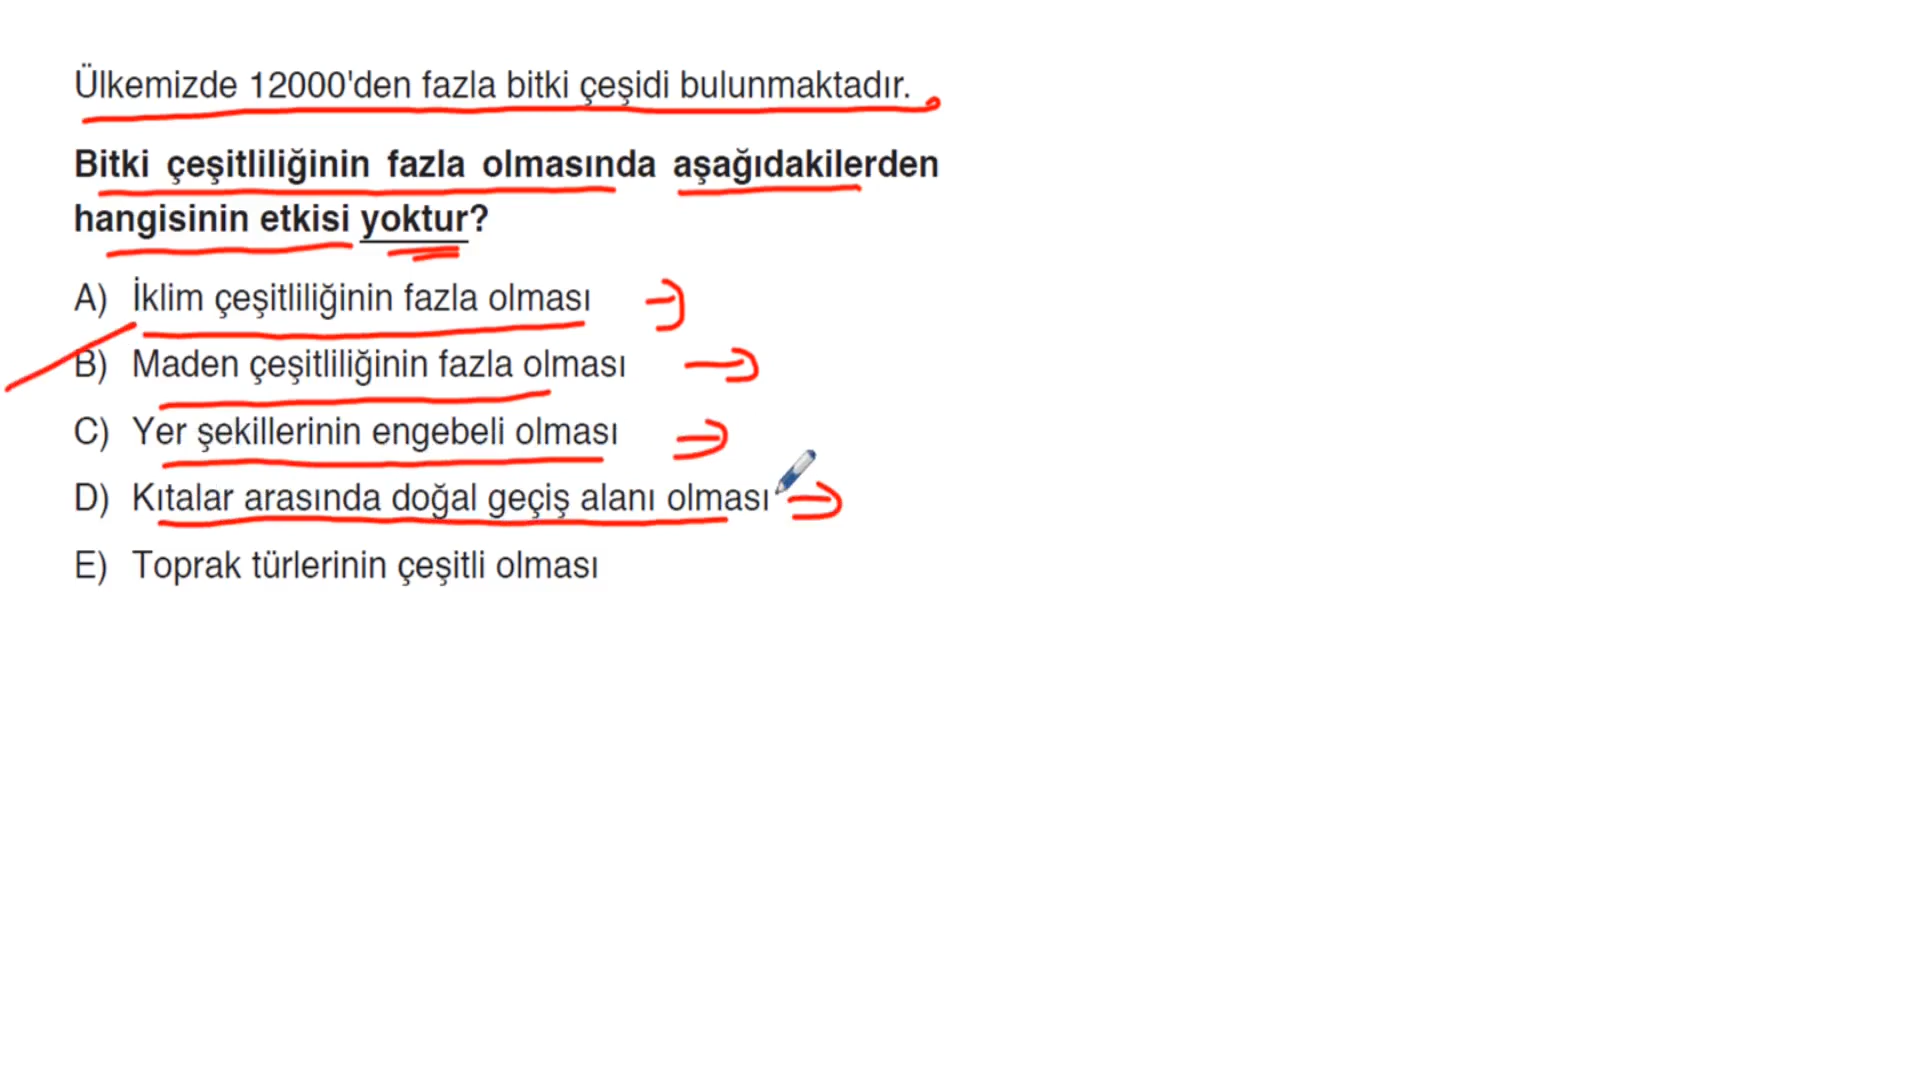 Ülkemizde 12000'den fazla bitki çeşidi bulunmaktadır.
Bitki çeşitliliğinin fazla olmasında aşağıdakilerden
hangisinin etkisi yoktur?
A) İklim çeşitliliğinin fazla olması
B) Maden çeşitliliğinin fazla olması
C) Yer şekillerinin engebeli olması
D) Kıtalar arasında doğal geçiş alanı olması
E) Toprak türlerinin çeşitli olması